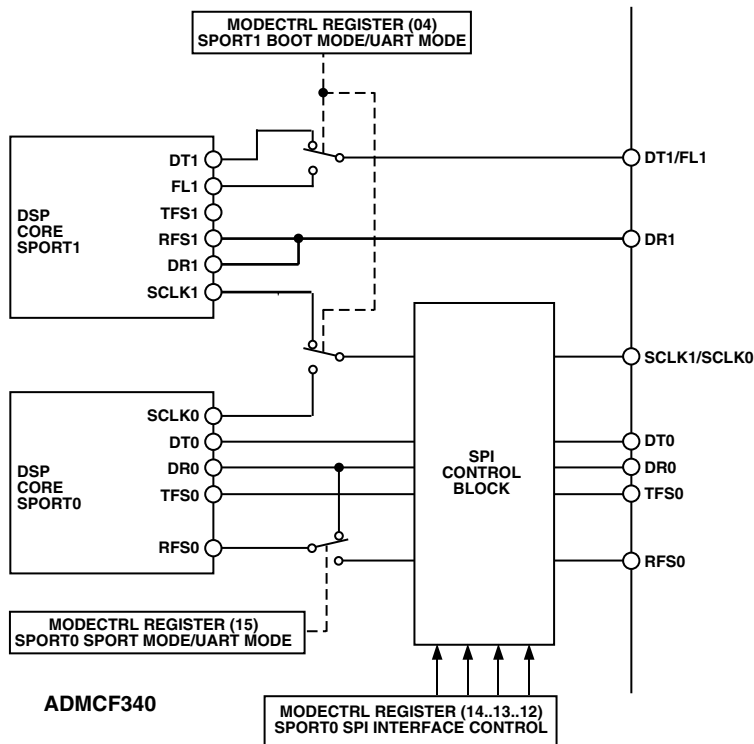 MODECTRL REGISTER (04)
SPORT1 BOOT MODE/UART MODE
DSP
CORE
SPORT1
DT1
FL1
TFS1
RFS1
DR1
SCLK1
DT1/FL1
DR1
SCLK1/SCLK0
DSP
CORE
SPORT0
SCLK0
DT0
DR0
TFS0
RFS0
SPI
CONTROL
BLOCK
DT0
DR0
TFS0
RFS0
MODECTRL REGISTER (15)
SPORT0 SPORT MODE/UART MODE
ADMCF340
MODECTRL REGISTER (14..13..12)
SPORT0 SPI INTERFACE CONTROL